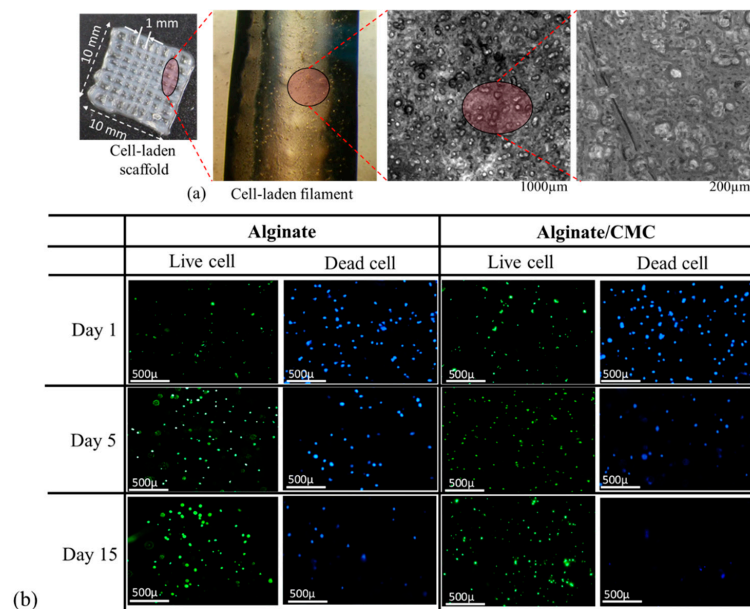 1 mm
10 mm
10 mm
Cell-laden
scaffold
(a)
Cell-laden filament
1000µm
200µm
Alginate
Alginate/CMC
Live cell
Dead cell
Live cell
Dead cell
Day 1
500µ
500µ
500µ
500µ
Day 5
500µ
500µ
500µ
500µ
Day 15
500µ
500µ
500µ
500µ
(b)